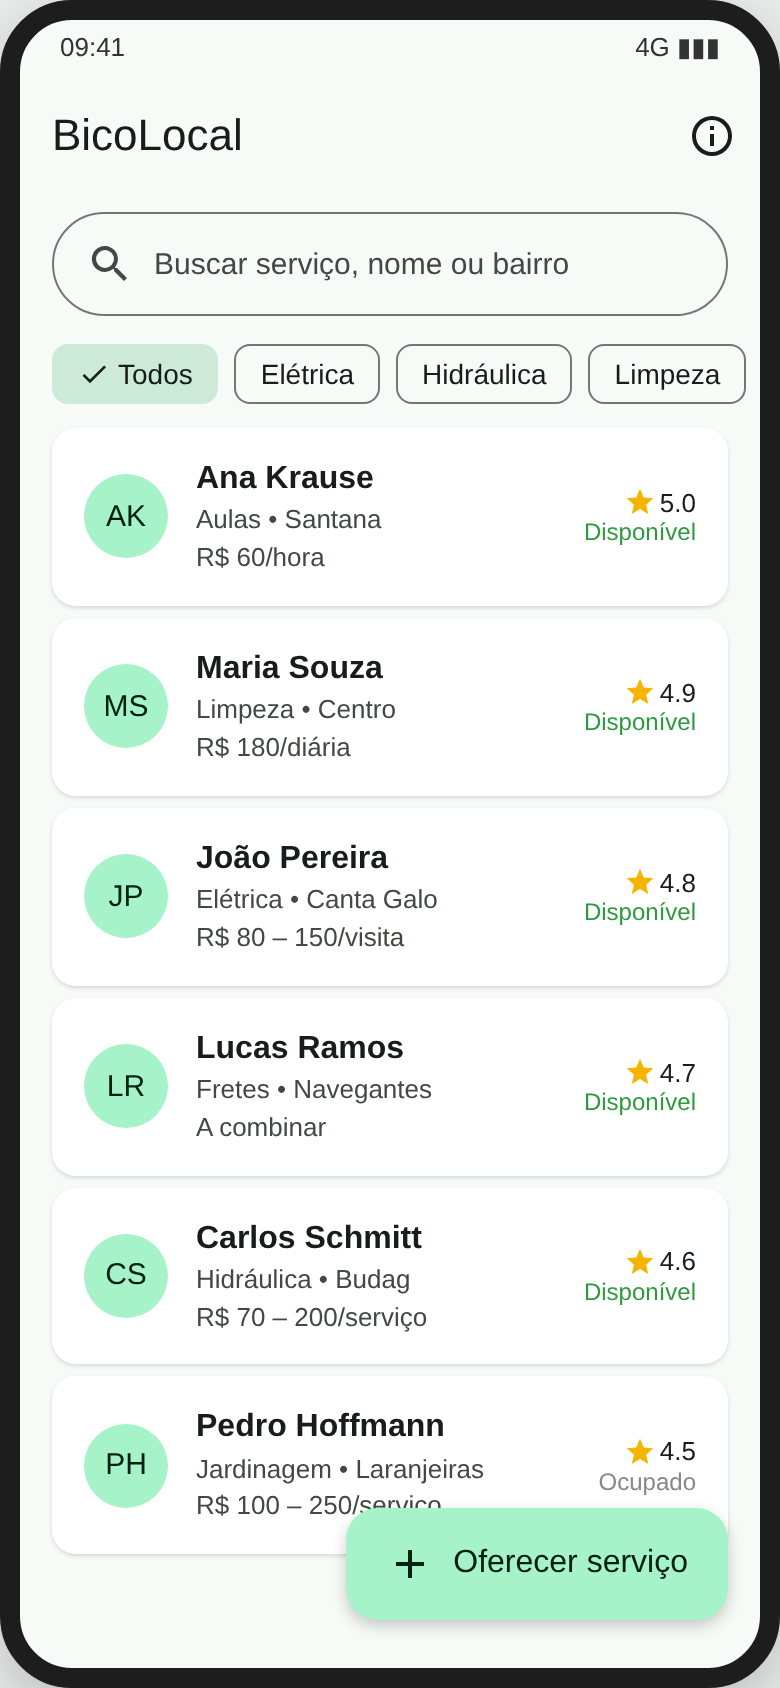 09:41 4G
BicoLocal
Buscar serviço, nome ou bairro
Todos Elétrica Hidráulica Limpeza
AK
Ana Krause
Aulas • Santana
R$ 60/hora
5.0
Disponível
MS
Maria Souza
Limpeza • Centro
R$ 180/diária
4.9
Disponível
JP
João Pereira
Elétrica • Canta Galo
R$ 80 – 150/visita
4.8
Disponível
LR
Lucas Ramos
Fretes • Navegantes
A combinar
4.7
Disponível
CS
Carlos Schmitt
Hidráulica • Budag
R$ 70 – 200/serviço
4.6
Disponível
PH
Pedro Hoffmann
Jardinagem • Laranjeiras
R$ 100 – 250/serviço
4.5
Ocupado
Oferecer serviço